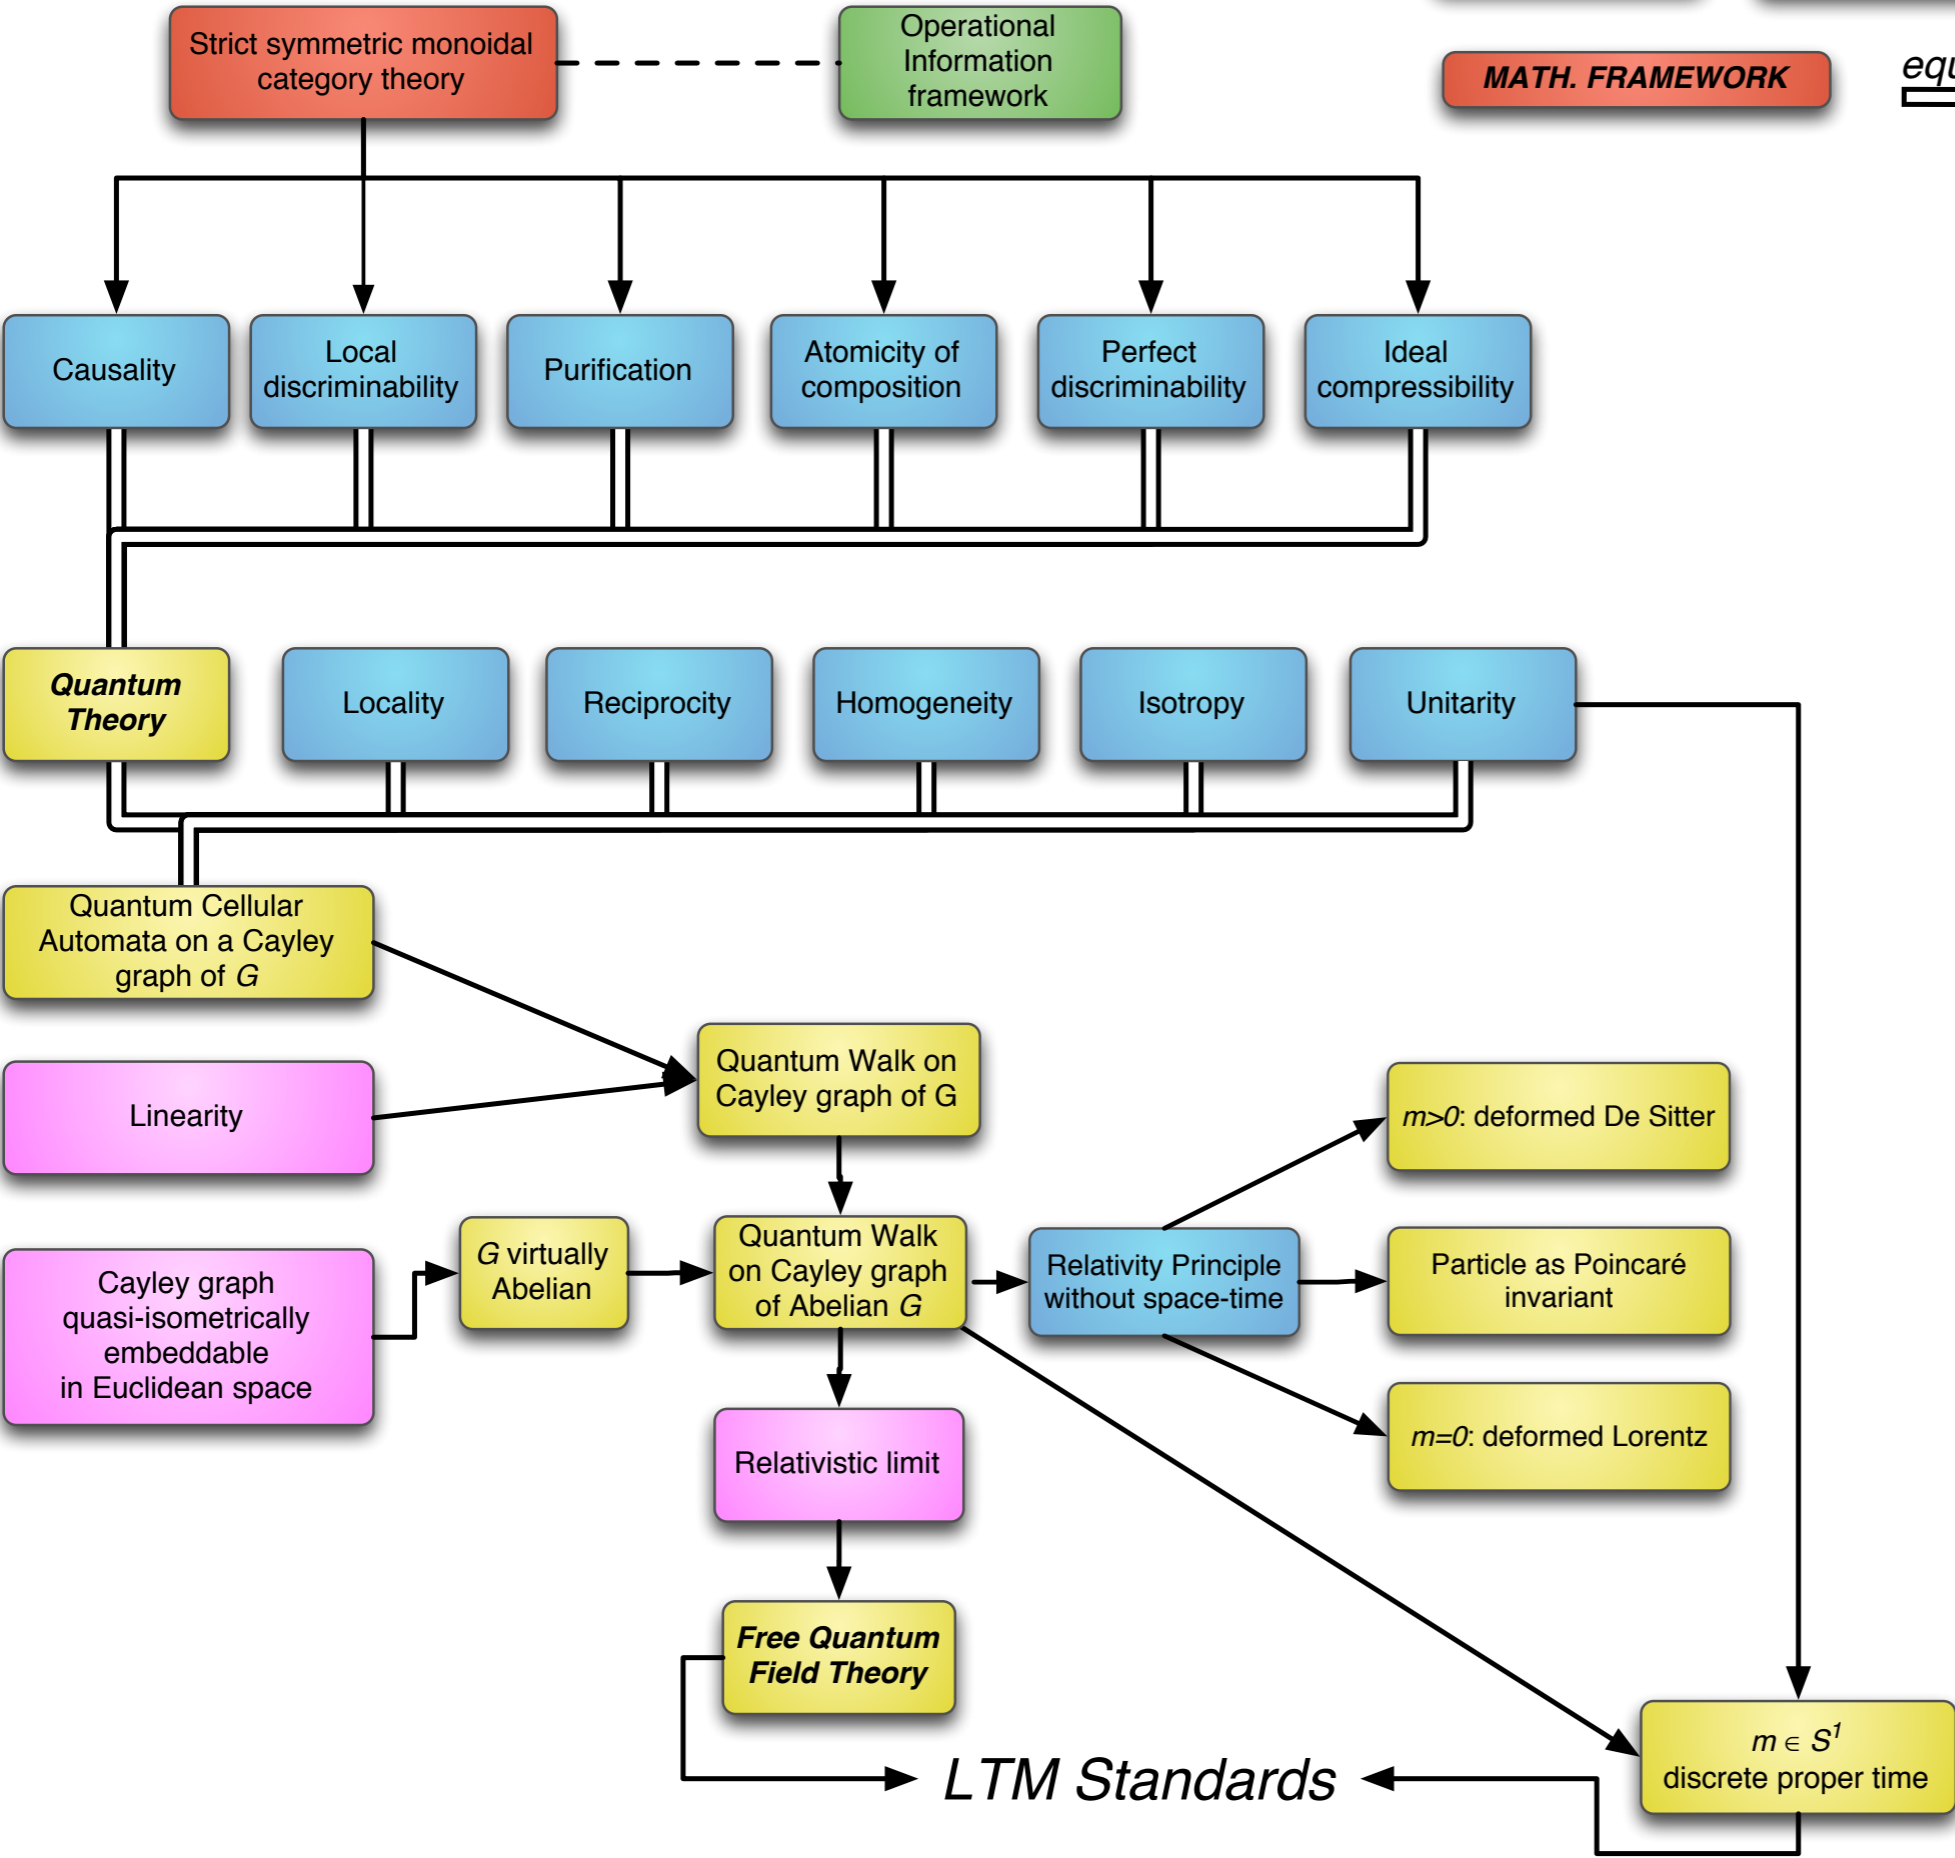 Strict symmetric monoidal
category theory
Operational
Information
framework
MATH. FRAMEWORK
Causality
Local
discriminability
Purification
Atomicity of
composition
Perfect
discriminability
Ideal
compressibility
Quantum
Theory
Locality
Reciprocity
Homogeneity
Isotropy
Unitarity
Quantum Cellular
Automata on a Cayley
graph of G
Linearity
Quantum Walk on
Cayley graph of G
m>0: deformed De Sitter
Cayley graph
quasi-isometrically
embeddable
in Euclidean space
G virtually
Abelian
Quantum Walk
on Cayley graph
of Abelian G
Relativity Principle
without space-time
Particle as Poincaré
invariant
m=0: deformed Lorentz
Relativistic limit
Free Quantum
Field Theory
LTM Standards
m ∈ S¹
discrete proper time